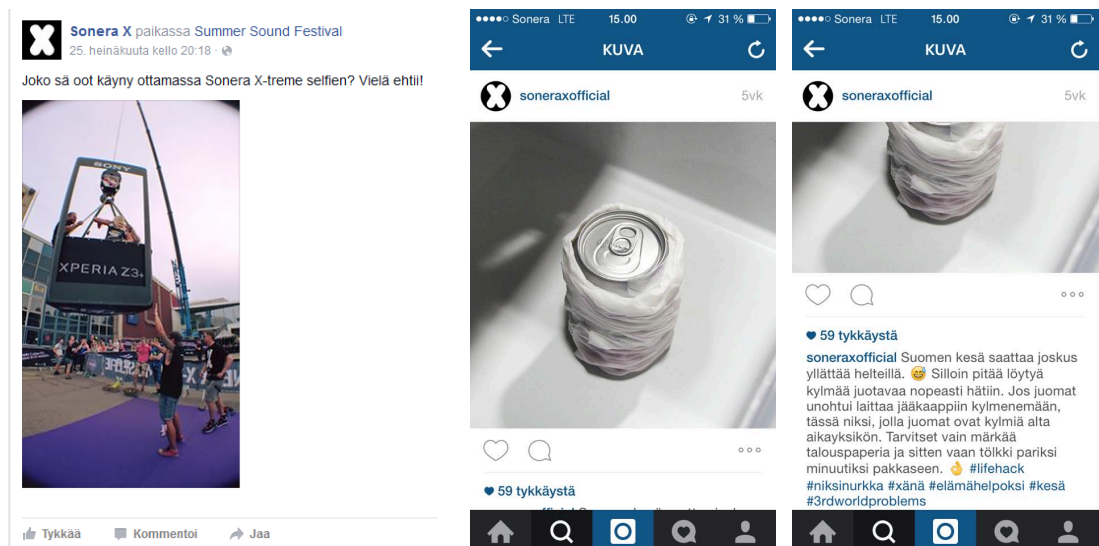 Sonera X paikassa Summer Sound Festival
25. heinäkuuta kello 20:18 ·
Joko sä oot käyny ottamassa Sonera X-treme selfien? Vielä ehtii!
SONY
XPERIA Z3+
Tykkää Kommentoi Jaa
Sonera LTE 15.00 31 %
KUVA
soneraxofficial 5vk
59 tykkäystä
Sonera LTE 15.00 31 %
KUVA
soneraxofficial 5vk
59 tykkäystä
soneraxofficial Suomen kesä saattaa joskus
yllättää helteillä. 😅 Silloin pitää löytyä
kylmää juotavaa nopeasti hätiin. Jos juomat
unohtui laittaa jääkaappiin kylmenemään,
tässä niksi, jolla juomat ovat kylmiä alta
aikayksikön. Tarvitset vain märkää
talouspaperia ja sitten vaan tölkki pariksi
minuutiksi pakkaseen. 👌 #lifehack
#niksinurkka #xänä #elämähelpoksi #kesä
#3rdworldproblems